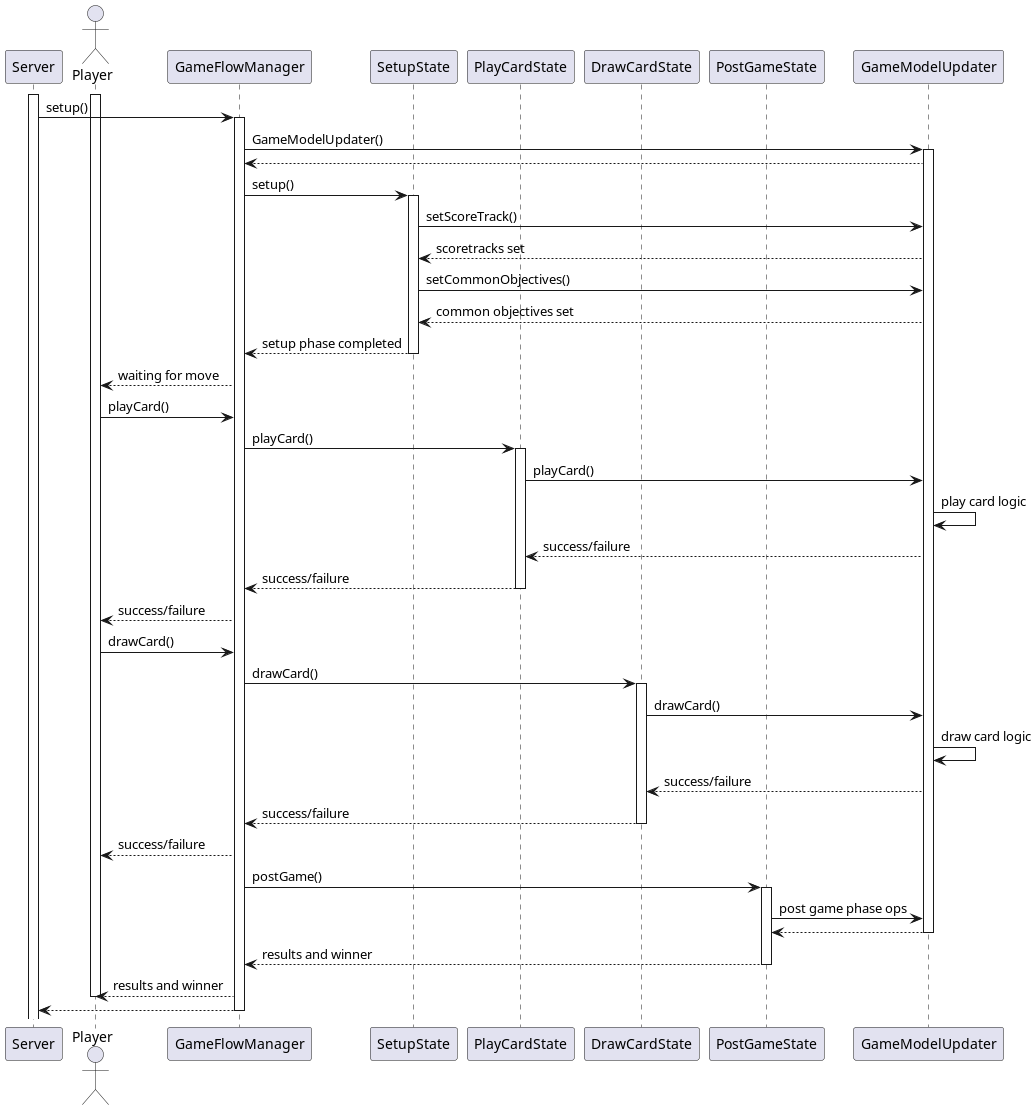 Player
Server
GameFlowManager
SetupState
PlayCardState
DrawCardState
PostGameState
GameModelUpdater
setup()
GameModelUpdater()
setup()
setScoreTrack()
scoretracks set
setCommonObjectives()
common objectives set
setup phase completed
waiting for move
playCard()
playCard()
playCard()
play card logic
success/failure
success/failure
success/failure
drawCard()
drawCard()
drawCard()
draw card logic
success/failure
success/failure
success/failure
postGame()
post game phase ops
results and winner
results and winner
Player
Server
GameFlowManager
SetupState
PlayCardState
DrawCardState
PostGameState
GameModelUpdater